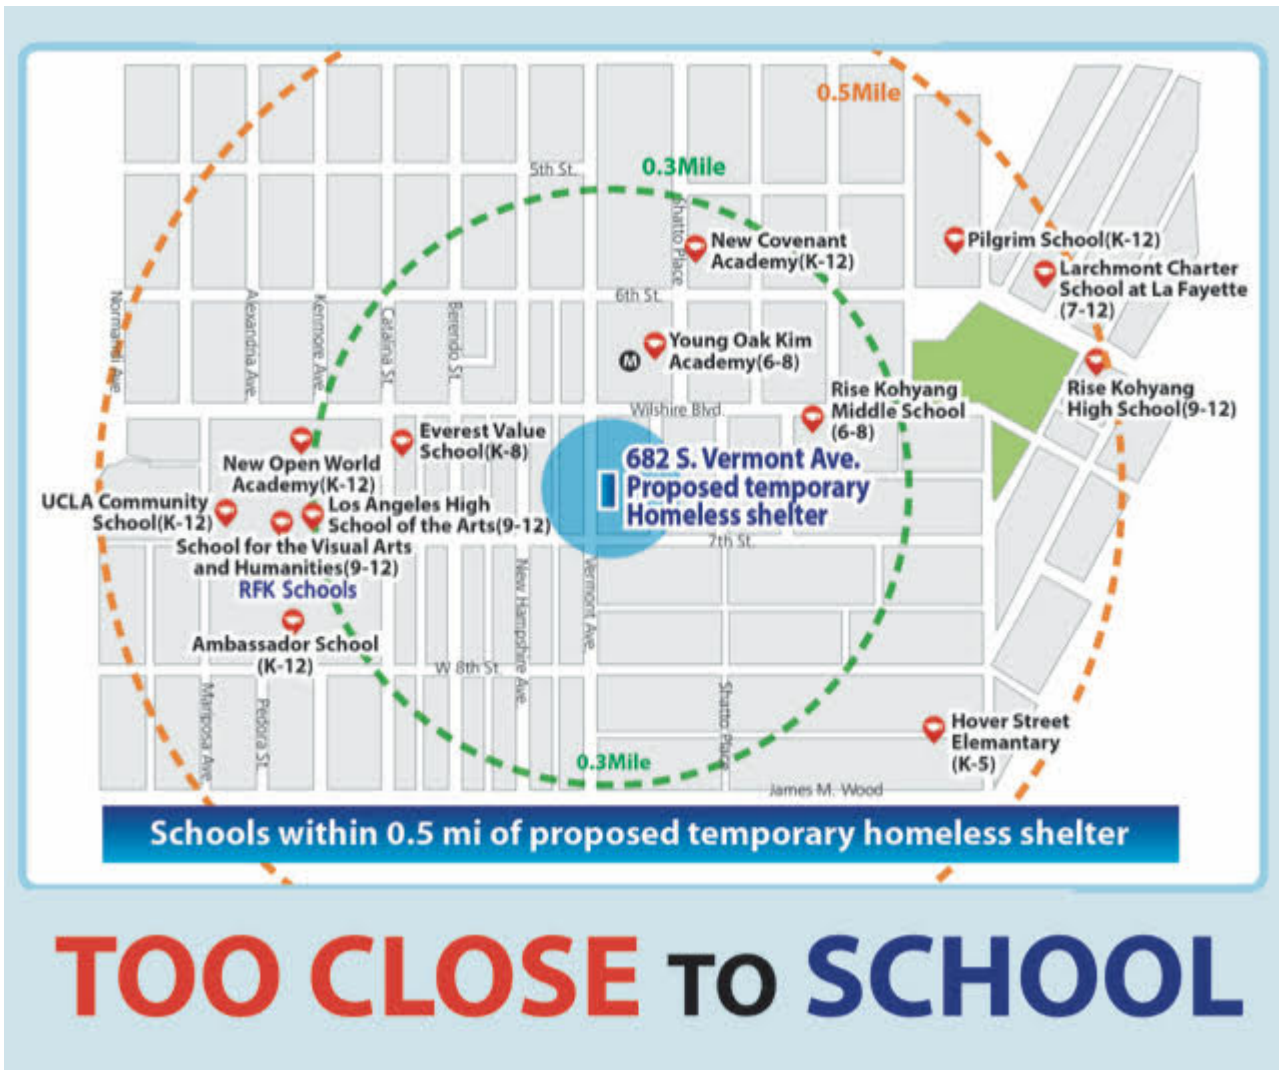 0.5Mile
5th St.
0.3Mile
Shatto Place
New Covenant
Academy(K-12)
Pilgrim School(K-12)
Larchmont Charter
School at La Fayette
(7-12)
Normandi Ave.
Alexandria Ave.
Kenmore Ave.
Catalina St.
Berendo St.
6th St.
M
Young Oak Kim
Academy(6-8)
Rise Kohyang
Middle School
(6-8)
Rise Kohyang
High School(9-12)
Wilshire Blvd.
Everest Value
School(K-8)
New Open World
Academy(K-12)
682 S. Vermont Ave.
Proposed temporary
Homeless shelter
UCLA Community
School(K-12)
Los Angeles High
School of the Arts(9-12)
School for the Visual Arts
and Humanities(9-12)
RFK Schools
7th St.
New Hampshire Ave.
Vermont Ave.
Ambassador School
(K-12)
W 8th St.
Mariposa Ave.
Pedora St.
Shatto Place
Hover Street
Elemantary
(K-5)
0.3Mile
James M. Wood
Schools within 0.5 mi of proposed temporary homeless shelter
TOO CLOSE TO SCHOOL